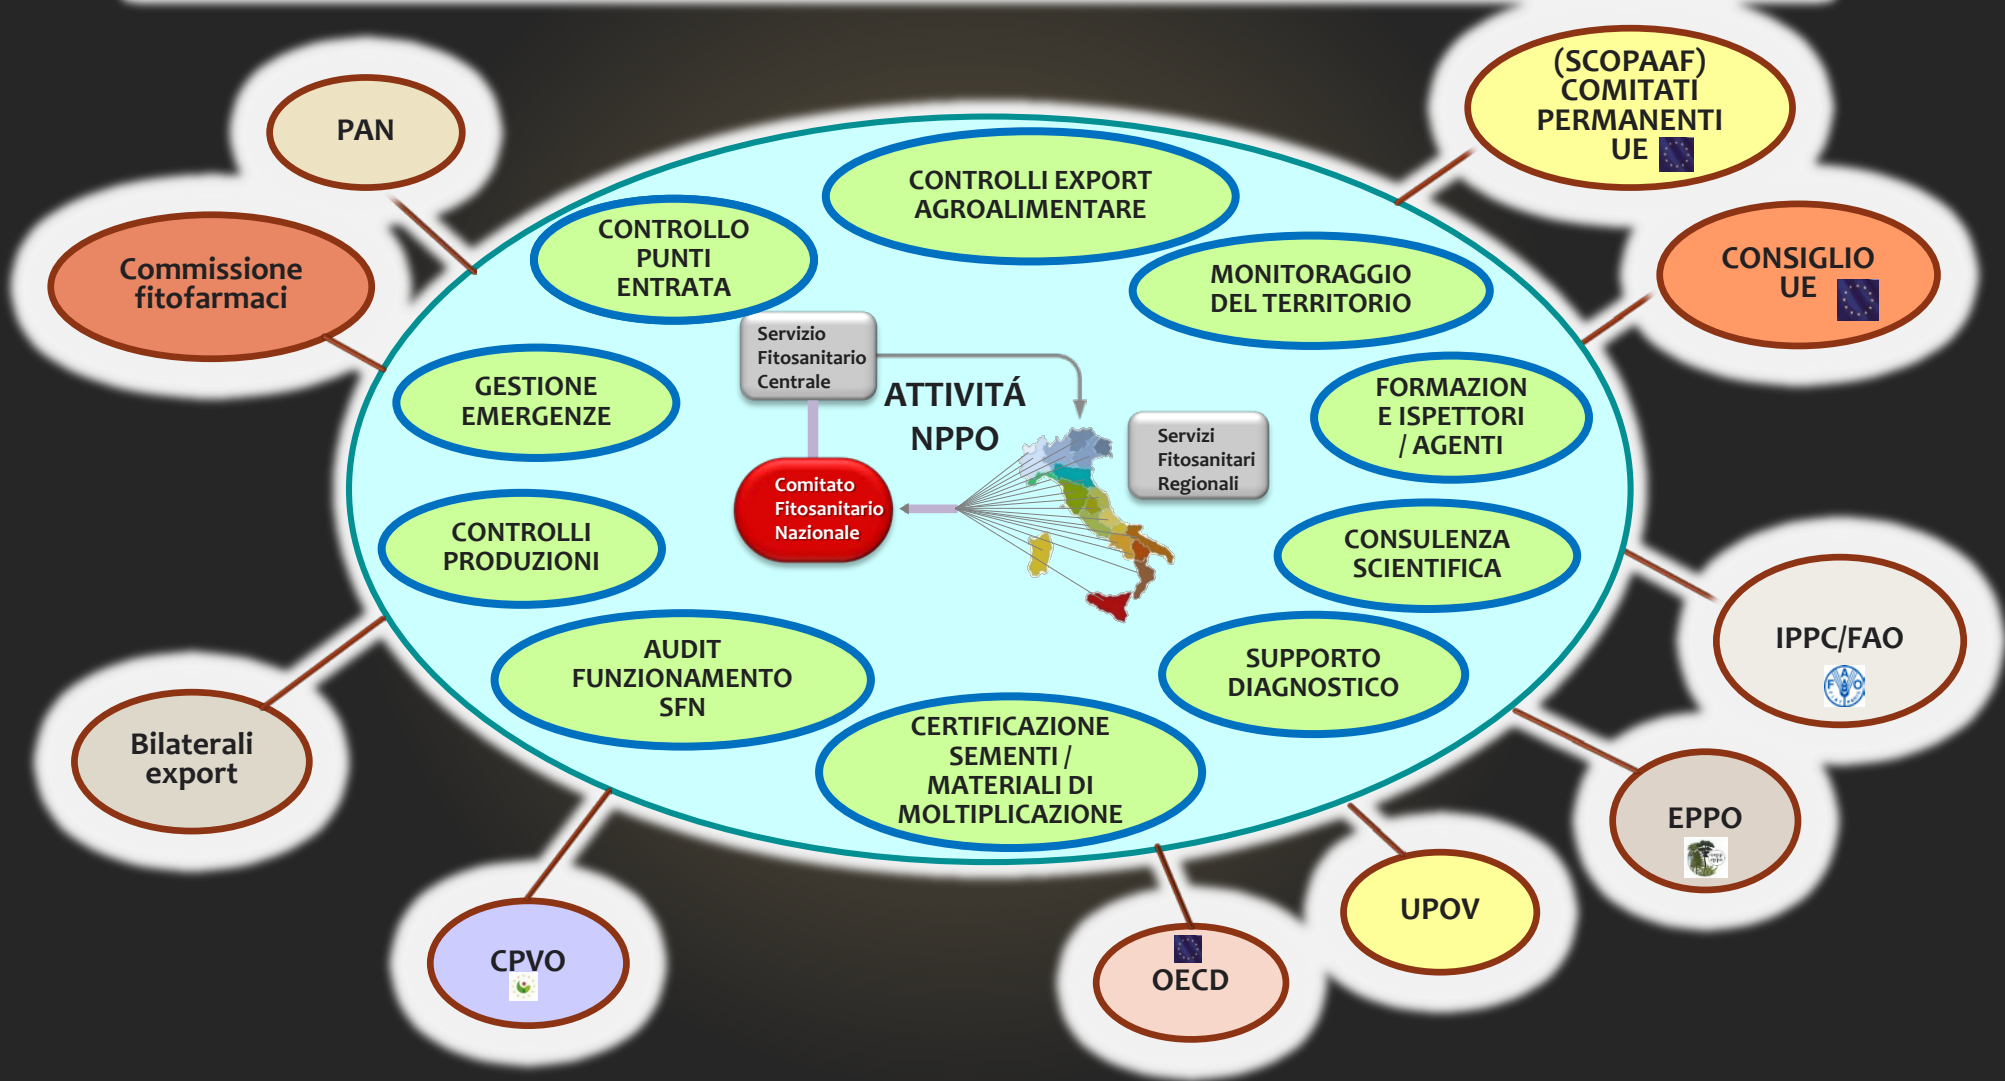 PAN
Commissione
fitofarmaci
(SCOPAAF)
COMITATI
PERMANENTI
UE
CONSIGLIO
UE
CONTROLLI EXPORT
AGROALIMENTARE
CONTROLLO
PUNTI
ENTRATA
MONITORAGGIO
DEL TERRITORIO
Servizio
Fitosanitario
Centrale
ATTIVITÁ
NPPO
GESTIONE
EMERGENZE
FORMAZION
E ISPETTORI
/ AGENTI
Servizi
Fitosanitari
Regionali
Comitato
Fitosanitario
Nazionale
CONTROLLI
PRODUZIONI
CONSULENZA
SCIENTIFICA
AUDIT
FUNZIONAMENTO
SFN
SUPPORTO
DIAGNOSTICO
CERTIFICAZIONE
SEMENTI /
MATERIALI DI
MOLTIPLICAZIONE
IPPC/FAO
FAO
Bilaterali
export
EPPO
UPOV
CPVO
OECD